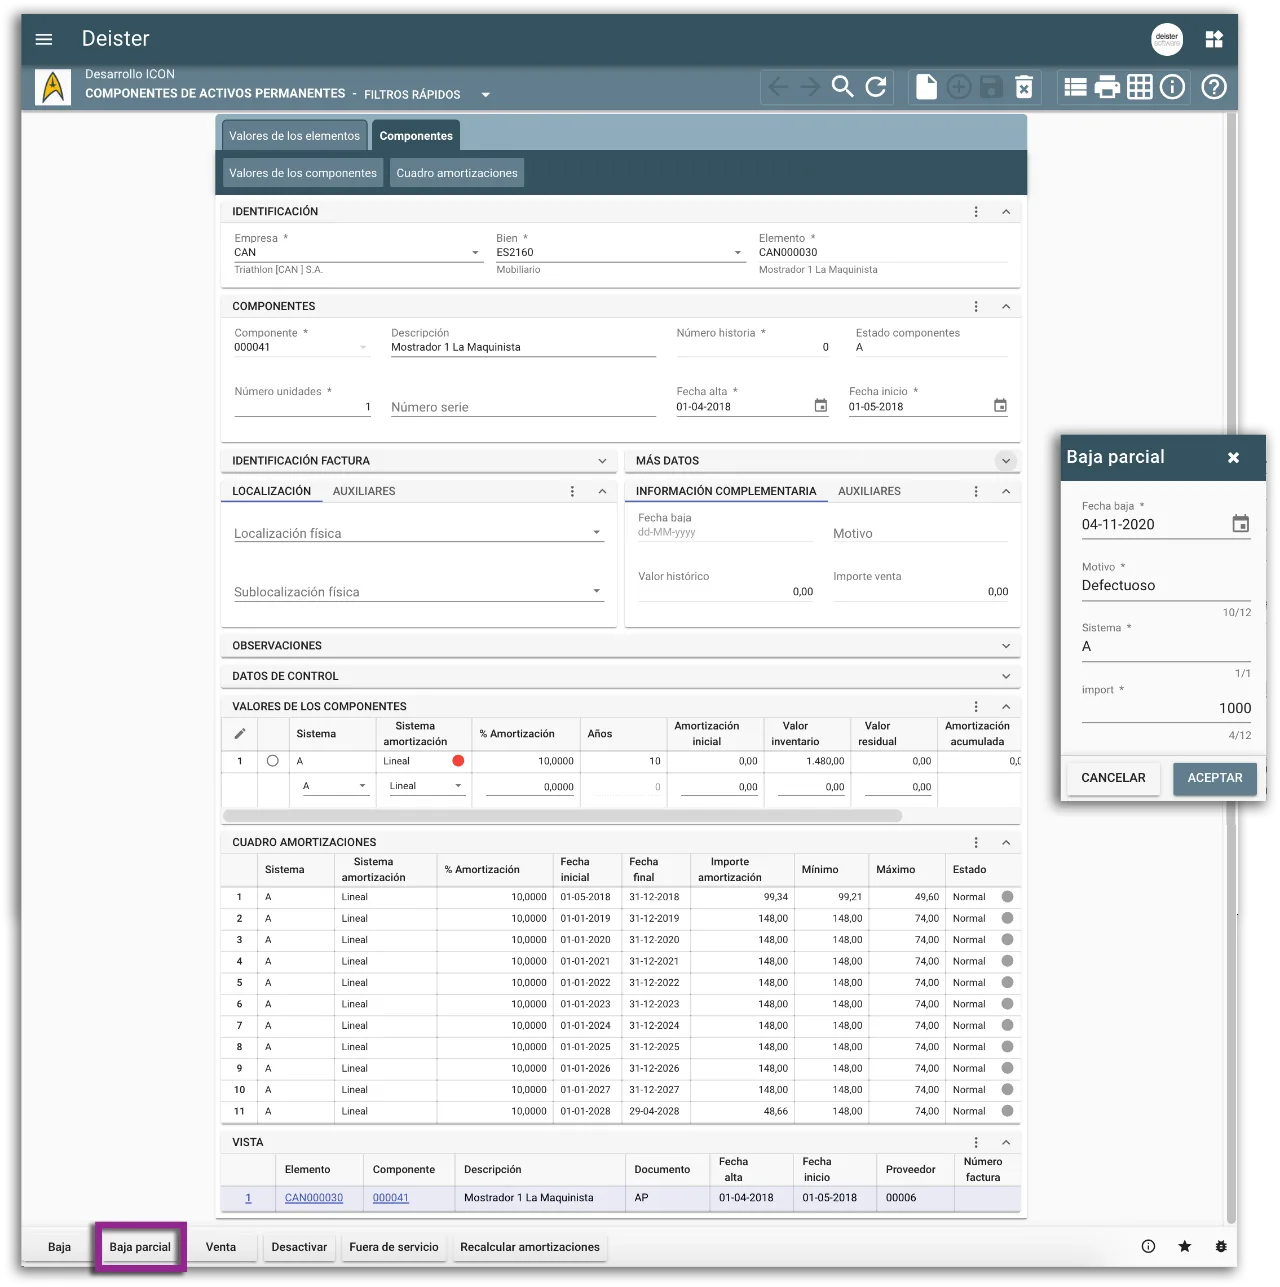 Deister
deister software
Desarrollo ICON
COMPONENTES DE ACTIVOS PERMANENTES - FILTROS RÁPIDOS
Valores de los elementos Componentes
Valores de los componentes Cuadro amortizaciones
IDENTIFICACIÓN
Empresa * Bien * Elemento *
CAN ES2160 CAN000030
Triathlon [CAN ] S.A. Mobiliario Mostrador 1 La Maquinista
COMPONENTES
Componente * Descripción Número historia * Estado componentes
000041 Mostrador 1 La Maquinista 0 A
Número unidades * Fecha alta * Fecha inicio *
1 Número serie 01-04-2018 01-05-2018
IDENTIFICACIÓN FACTURA MÁS DATOS
LOCALIZACIÓN AUXILIARES INFORMACIÓN COMPLEMENTARIA AUXILIARES
Fecha baja
Localización física dd-MM-yyyy Motivo
Valor histórico Importe venta
Sublocalización física 0,00 0,00
OBSERVACIONES
DATOS DE CONTROL
VALORES DE LOS COMPONENTES
Sistema Sistema amortización % Amortización Años Amortización inicial Valor inventario Valor residual Amortización acumulada
1 A Lineal 10,0000 10 0,00 1.480,00 0,00 0,0
A Lineal 0,0000 0 0,00 0,00 0,00
CUADRO AMORTIZACIONES
Sistema Sistema amortización % Amortización Fecha inicial Fecha final Importe amortización Mínimo Máximo Estado
1 A Lineal 10,0000 01-05-2018 31-12-2018 99,34 99,21 49,60 Normal
2 A Lineal 10,0000 01-01-2019 31-12-2019 148,00 148,00 74,00 Normal
3 A Lineal 10,0000 01-01-2020 31-12-2020 148,00 148,00 74,00 Normal
4 A Lineal 10,0000 01-01-2021 31-12-2021 148,00 148,00 74,00 Normal
5 A Lineal 10,0000 01-01-2022 31-12-2022 148,00 148,00 74,00 Normal
6 A Lineal 10,0000 01-01-2023 31-12-2023 148,00 148,00 74,00 Normal
7 A Lineal 10,0000 01-01-2024 31-12-2024 148,00 148,00 74,00 Normal
8 A Lineal 10,0000 01-01-2025 31-12-2025 148,00 148,00 74,00 Normal
9 A Lineal 10,0000 01-01-2026 31-12-2026 148,00 148,00 74,00 Normal
10 A Lineal 10,0000 01-01-2027 31-12-2027 148,00 148,00 74,00 Normal
11 A Lineal 10,0000 01-01-2028 29-04-2028 48,66 148,00 74,00 Normal
VISTA
Elemento Componente Descripción Documento Fecha alta Fecha inicio Proveedor Número factura
1 CAN000030 000041 Mostrador 1 La Maquinista AP 01-04-2018 01-05-2018 00006
Baja Baja parcial Venta Desactivar Fuera de servicio Recalcular amortizaciones
Baja parcial
Fecha baja *
04-11-2020
Motivo *
Defectuoso
10/12
Sistema *
A
1/1
import *
1000
4/12
CANCELAR ACEPTAR